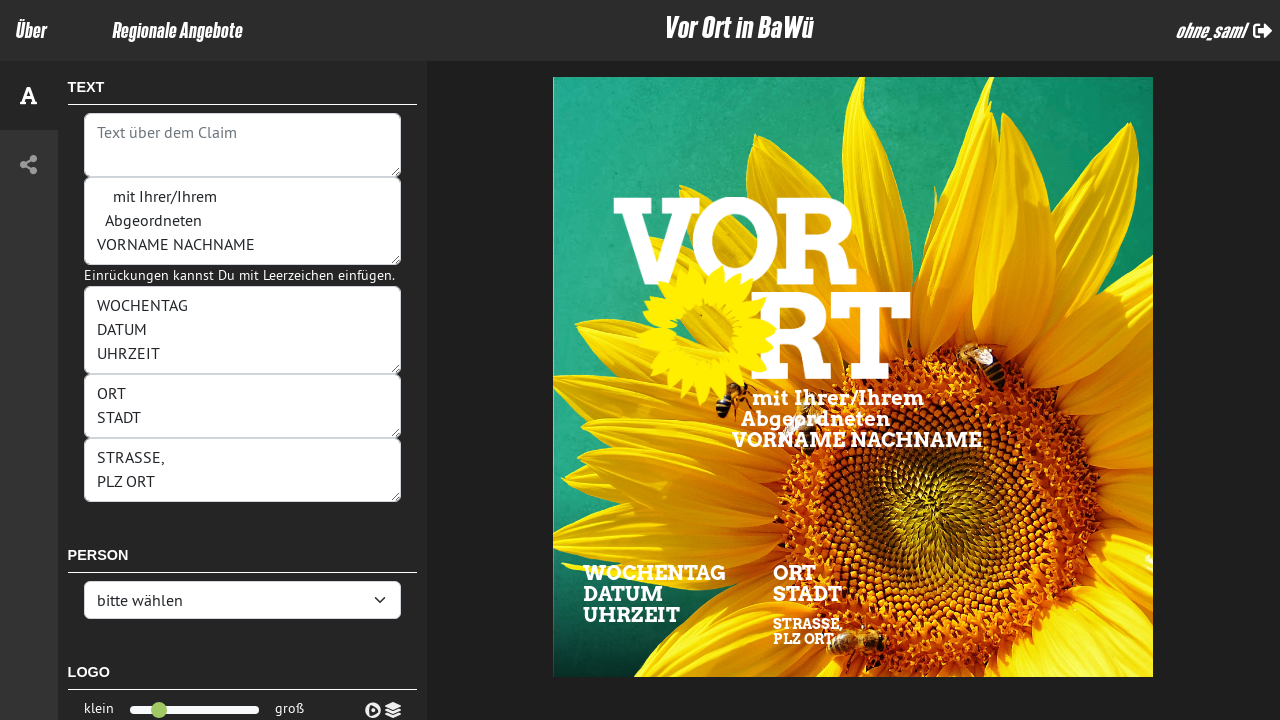 Über
Regionale Angebote
Vor Ort in BaWü
ohne_saml
TEXT
Text über dem Claim
mit Ihrer/Ihrem
Abgeordneten
VORNAME NACHNAME
Einrückungen kannst Du mit Leerzeichen einfügen.
WOCHENTAG
DATUM
UHRZEIT
ORT
STADT
STRASSE,
PLZ ORT
PERSON
bitte wählen
LOGO
klein
groß
VOR
ORT
mit Ihrer/Ihrem
Abgeordneten
VORNAME NACHNAME
WOCHENTAG
DATUM
UHRZEIT
ORT
STADT
STRASSE,
PLZ ORT